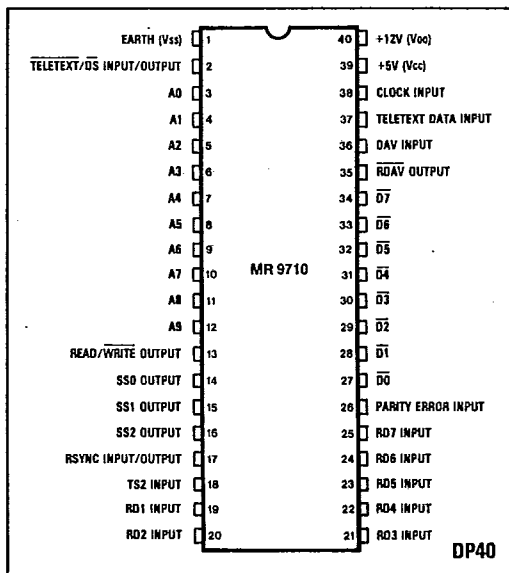 EARTH (Vss) 1 40 +12V (VDD)
TELETEXT/DS INPUT/OUTPUT 2 39 +5V (Vcc)
A0 3 38 CLOCK INPUT
A1 4 37 TELETEXT DATA INPUT
A2 5 36 DAV INPUT
A3 6 35 RDAV OUTPUT
A4 7 34 D7
A5 8 33 D6
A6 9 32 D5
A7 10 MR 9710 31 D4
A8 11 30 D3
A9 12 29 D2
READ/WRITE OUTPUT 13 28 D1
SS0 OUTPUT 14 27 D0
SS1 OUTPUT 15 26 PARITY ERROR INPUT
SS2 OUTPUT 16 25 RD7 INPUT
RSYNC INPUT/OUTPUT 17 24 RD6 INPUT
TS2 INPUT 18 23 RD5 INPUT
RD1 INPUT 19 22 RD4 INPUT
RD2 INPUT 20 21 RD3 INPUT
DP40